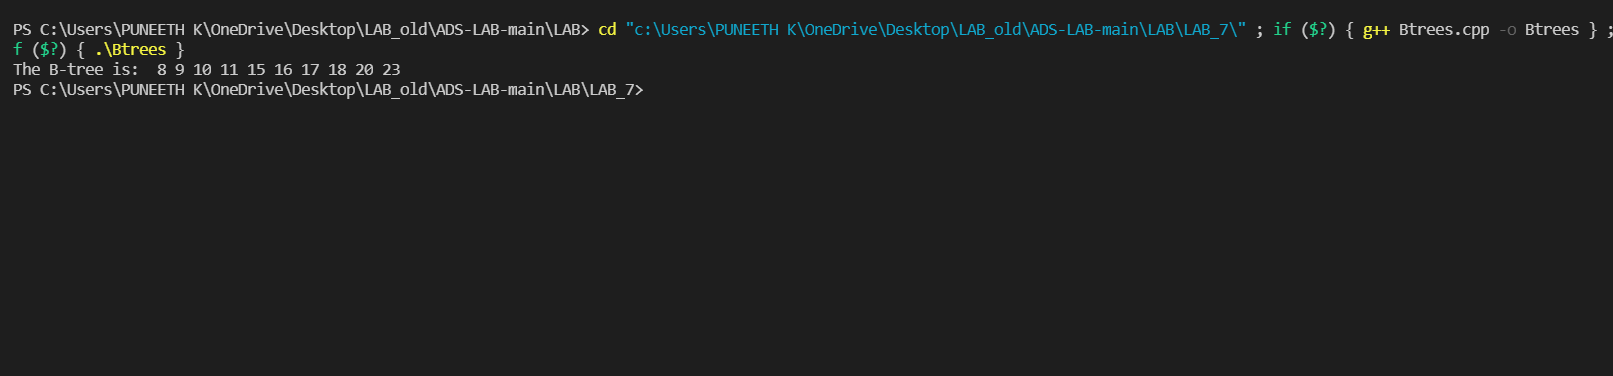 PS C:\Users\PUNEETH K\OneDrive\Desktop\LAB_old\ADS-LAB-main\LAB> cd "c:\Users\PUNEETH K\OneDrive\Desktop\LAB_old\ADS-LAB-main\LAB\LAB_7\" ; if ($?) { g++ Btrees.cpp -o Btrees } ;
f ($?) { .\Btrees }
The B-tree is:  8 9 10 11 15 16 17 18 20 23
PS C:\Users\PUNEETH K\OneDrive\Desktop\LAB_old\ADS-LAB-main\LAB\LAB_7>